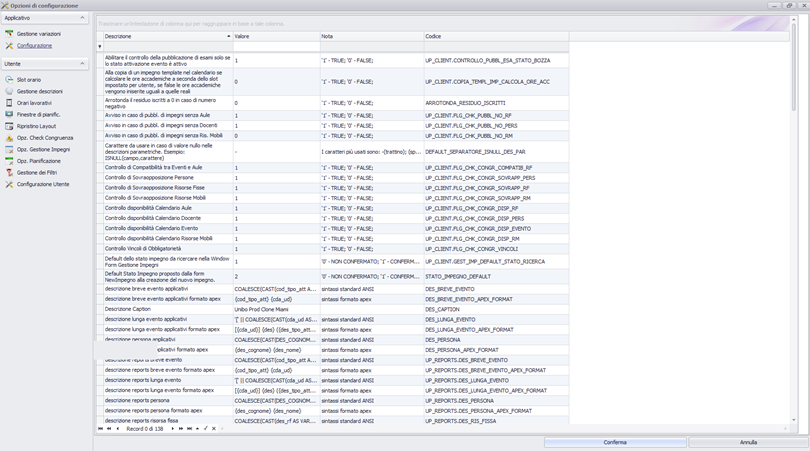 Opzioni di configurazione
Applicativo
Gestione variazioni
Configurazione
Utente
Slot orario
Gestione descrizioni
Orari lavorativi
Finestre di pianific.
Ripristino Layout
Opz. Check Congruenza
Opz. Gestione Impegni
Opz. Pianificazione
Gestione dei Filtri
Configurazione Utente
Trascinare un'intestazione di colonna qui per raggruppare in base a tale colonna.
Descrizione Valore Nota Codice
Abilitare il controllo della pubblicazione di esami solo se
lo stato attivazione evento è attivo 1 '1' - TRUE; '0' - FALSE; UP_CLIENT.CONTROLLO_PUBBL_ESA_STATO_BOZZA
Alla copia di un impegno template nel calendario se
calcolare le ore accademiche a seconda dello slot
impostato per utente, se false le ore accademiche
vengono inserite uguali a quelle reali 0 '1' - TRUE; '0' - FALSE; UP_CLIENT.COPIA_TEMPL_IMP_CALCOLA_ORE_ACC
Arrotonda il residuo iscritti a 0 in caso di numero
negativo 0 '1' - TRUE; '0' - FALSE; ARROTONDA_RESIDUO_ISCRITTI
Avviso in caso di pubbl. di impegni senza Aule 1 '1' - TRUE; '0' - FALSE; UP_CLIENT.FLG_CHK_PUBBL_NO_RF
Avviso in caso di pubbl. di impegni senza Docenti 1 '1' - TRUE; '0' - FALSE; UP_CLIENT.FLG_CHK_PUBBL_NO_PERS
Avviso in caso di pubbl. di impegni senza Ris. Mobili 0 '1' - TRUE; '0' - FALSE; UP_CLIENT.FLG_CHK_PUBBL_NO_RM
Carattere da usare in caso di valore nullo nelle
descrizioni parametriche. Esempio:
ISNULL(campo,carattere) - I caratteri più usati sono: -(trattino); (sp... DEFAULT_SEPARATORE_ISNULL_DES_PAR
Controllo di Compatibilità tra Eventi e Aule 1 '1' - TRUE; '0' - FALSE; UP_CLIENT.FLG_CHK_CONGR_COMPATIB_RF
Controllo di Sovrapposizione Persone 1 '1' - TRUE; '0' - FALSE; UP_CLIENT.FLG_CHK_CONGR_SOVRAPP_PERS
Controllo di Sovrapposizione Risorse Fisse 1 '1' - TRUE; '0' - FALSE; UP_CLIENT.FLG_CHK_CONGR_SOVRAPP_RF
Controllo di Sovrapposizione Risorse Mobili 1 '1' - TRUE; '0' - FALSE; UP_CLIENT.FLG_CHK_CONGR_SOVRAPP_RM
Controllo disponibilità Calendario Aule 1 '1' - TRUE; '0' - FALSE; UP_CLIENT.FLG_CHK_CONGR_DISP_RF
Controllo disponibilità Calendario Docente 1 '1' - TRUE; '0' - FALSE; UP_CLIENT.FLG_CHK_CONGR_DISP_PERS
Controllo disponibilità Calendario Evento 1 '1' - TRUE; '0' - FALSE; UP_CLIENT.FLG_CHK_CONGR_DISP_EVENTO
Controllo disponibilità Calendario Risorsei Mobili 1 '1' - TRUE; '0' - FALSE; UP_CLIENT.FLG_CHK_CONGR_DISP_RM
Controllo Vincoli di Obbligatorietà 1 '1' - TRUE; '0' - FALSE; UP_CLIENT.FLG_CHK_CONGR_VINCOLI
Default dello stato impegno da ricercare nella Window
Form Gestione Impegni 1 '0' - NON CONFERMATO; '1' - CONFERM... UP_CLIENT.GEST_IMP_DEFAULT_STATO_RICERCA
Default Stato Impegno proposto dalla form
NewImpegno alla creazione del nuovo impegno. 2 '0' - NON CONFERMATO; '1' - CONFERM... STATO_IMPEGNO_DEFAULT
descrizione breve evento applicativi COALESCE(CAST(cod_tipo_att A... sintassi standard ANSI DES_BREVE_EVENTO
descrizione breve evento applicativi formato apex {cod_tipo_att} {cda_ud} sintassi formato apex DES_BREVE_EVENTO_APEX_FORMAT
Descrizione Caption Unibo Prod Clone Miami DES_CAPTION
descrizione lunga evento applicativi '[' || COALESCE(CAST(cda_ud AS... sintassi standard ANSI DES_LUNGA_EVENTO
descrizione lunga evento applicativi formato apex [{cda_ud}] {des} ({des_tipo_att... sintassi formato apex DES_LUNGA_EVENTO_APEX_FORMAT
descrizione persona applicativi COALESCE(CAST(DES_COGNOM... sintassi standard ANSI DES_PERSONA
plicativi formato apex {des_cognome} {des_nome} sintassi formato apex DES_PERSONA_APEX_FORMAT
descrizione reports breve evento COALESCE(CAST(cod_tipo_att A... sintassi standard ANSI UP_REPORTS.DES_BREVE_EVENTO
descrizione reports breve evento formato apex {cod_tipo_att} {cda_ud} sintassi formato apex UP_REPORTS.DES_BREVE_EVENTO_APEX_FORMAT
descrizione reports lunga evento '[' || COALESCE(CAST(cda_ud AS... sintassi standard ANSI UP_REPORTS.DES_LUNGA_EVENTO
descrizione reports lunga evento formato apex [{cda_ud}] {des} ({des_tipo_att... sintassi formato apex UP_REPORTS.DES_LUNGA_EVENTO_APEX_FORMAT
descrizione reports persona COALESCE(CAST(DES_COGNOM... sintassi standard ANSI UP_REPORTS.DES_PERSONA
descrizione reports persona formato apex {des_cognome} {des_nome} sintassi formato apex UP_REPORTS.DES_PERSONA_APEX_FORMAT
descrizione reports risorsa fissa COALESCE(CAST(des_rf AS VAR... sintassi standard ANSI UP_REPORTS.DES_RIS_FISSA
Record 0 di 138
Conferma Annulla